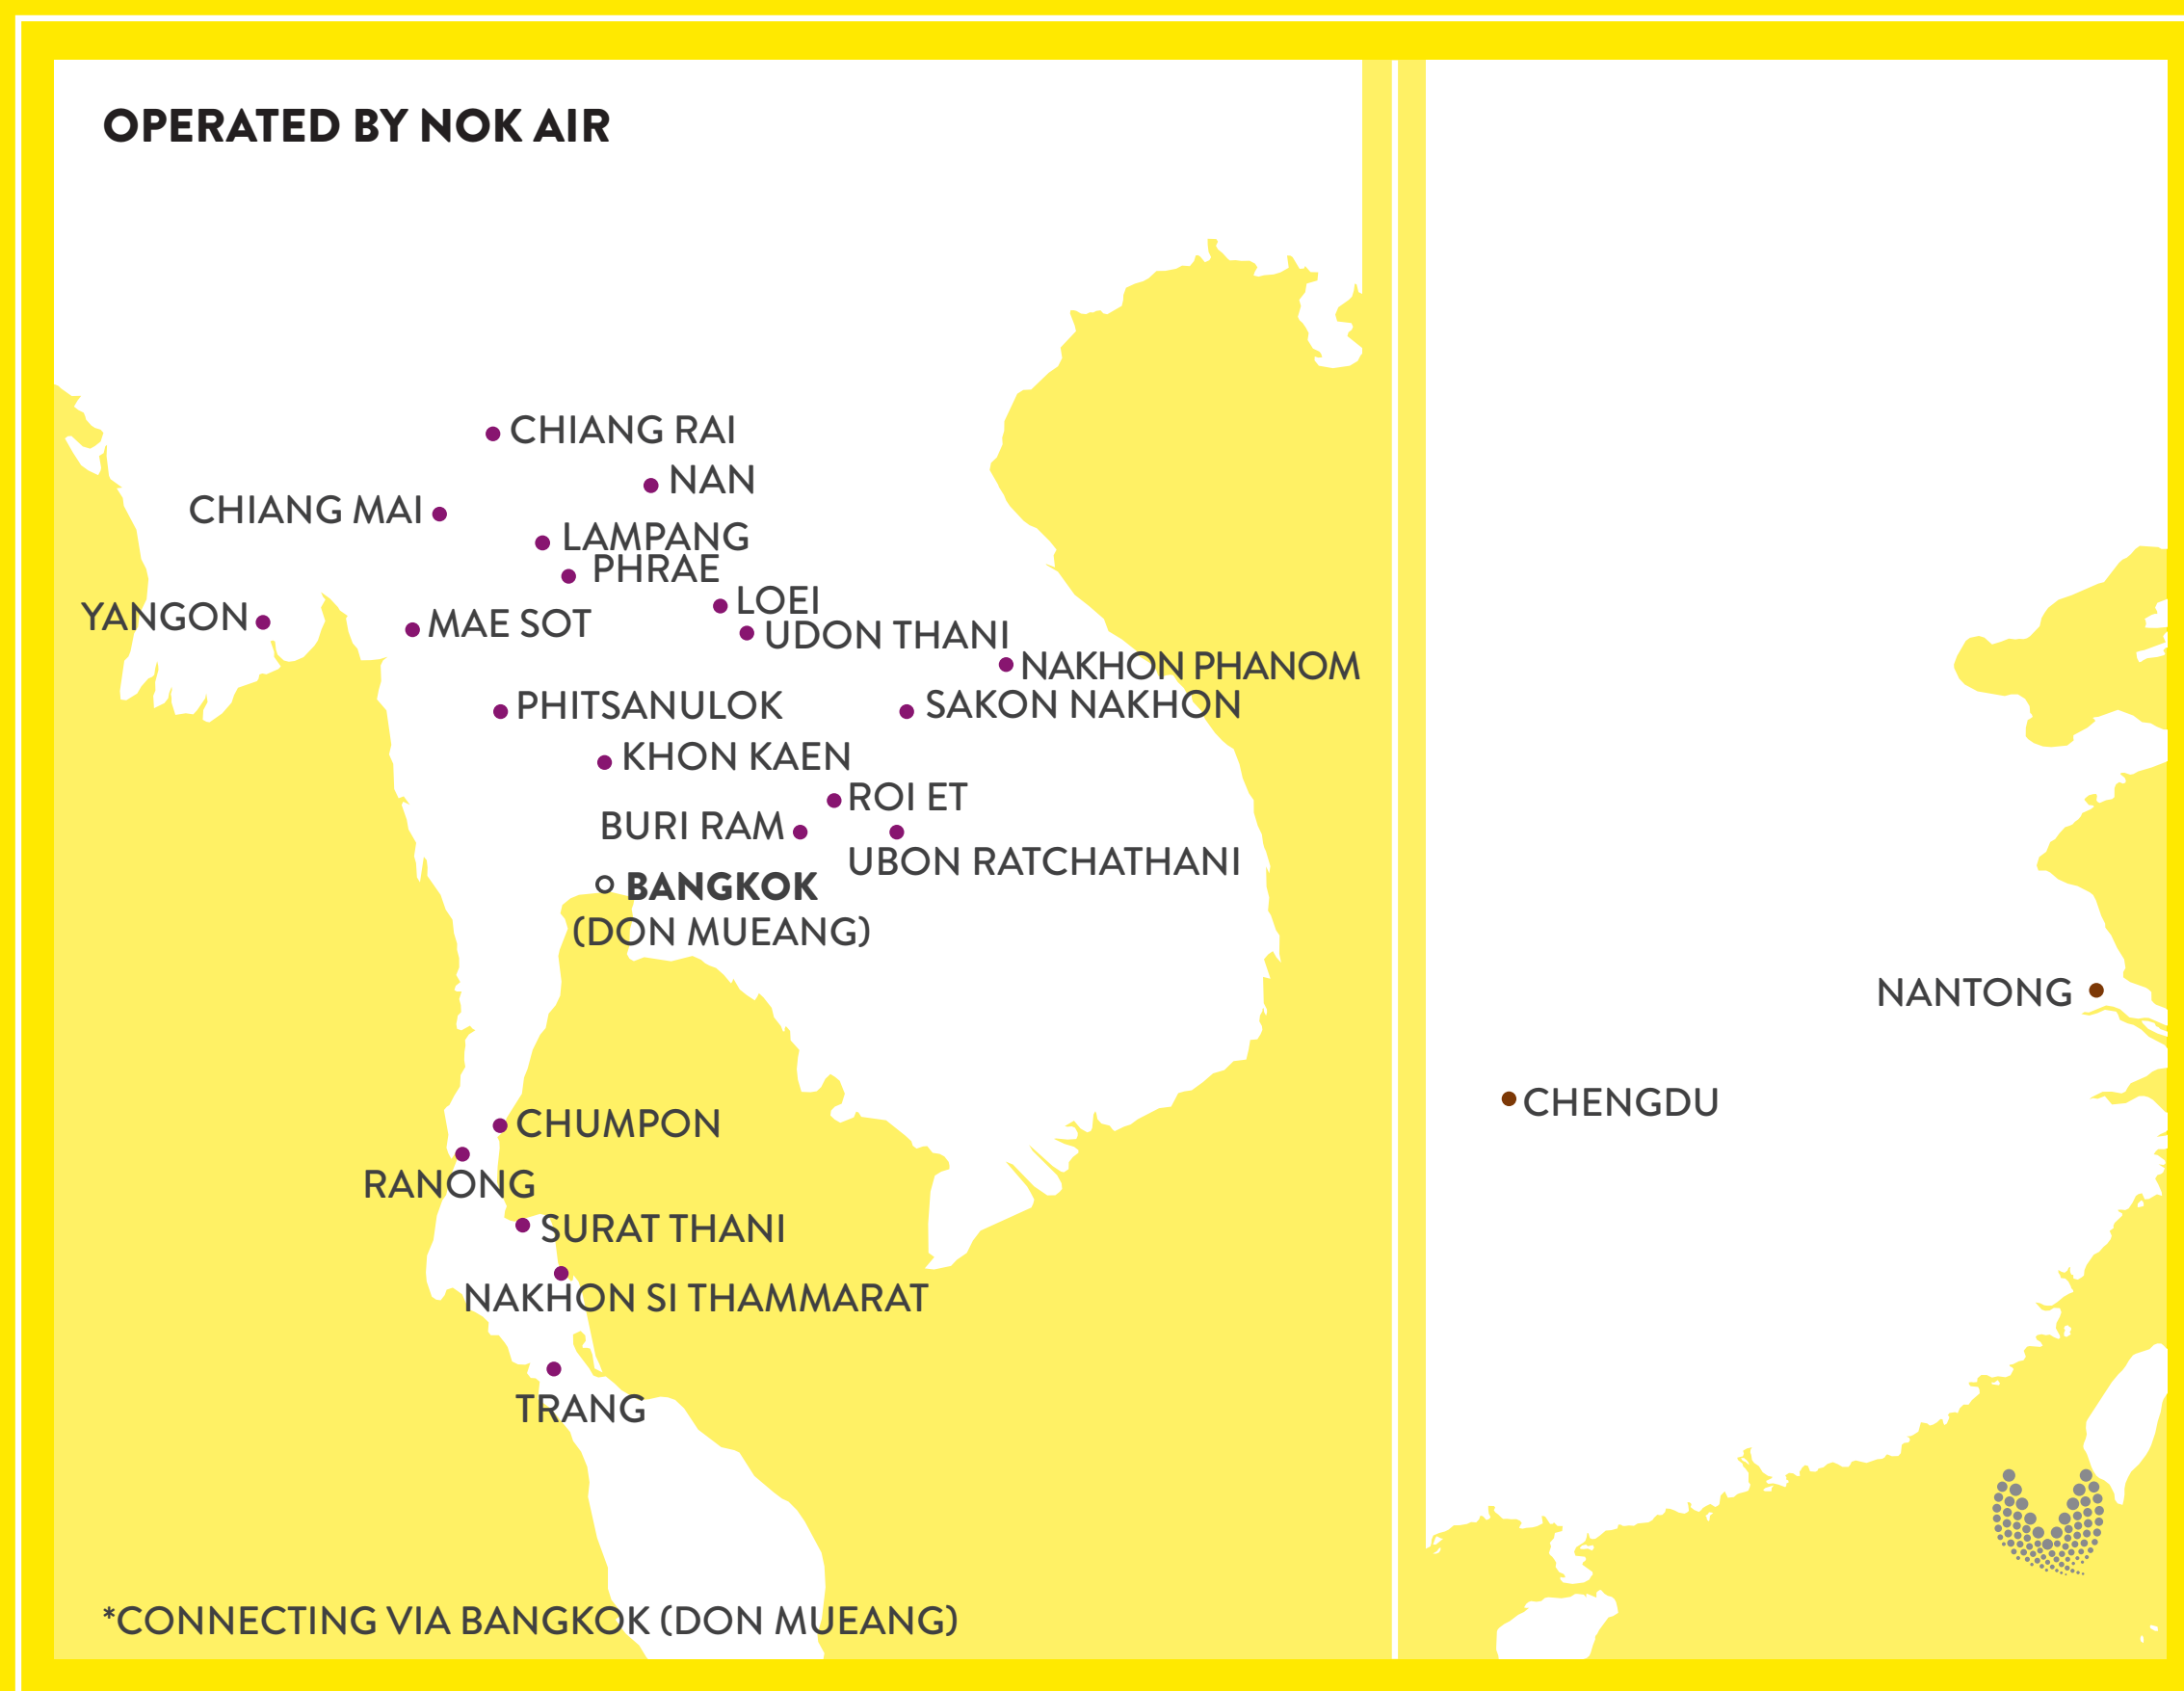 OPERATED BY NOK AIR
CHIANG RAI
NAN
CHIANG MAI
LAMPANG
PHRAE
LOEI
YANGON
MAE SOT
UDON THANI
NAKHON PHANOM
PHITSANULOK
SAKON NAKHON
KHON KAEN
ROI ET
BURI RAM
UBON RATCHATHANI
BANGKOK
(DON MUEANG)
CHUMPON
RANONG
SURAT THANI
NAKHON SI THAMMARAT
TRANG
*CONNECTING VIA BANGKOK (DON MUEANG)
NANTONG
CHENGDU